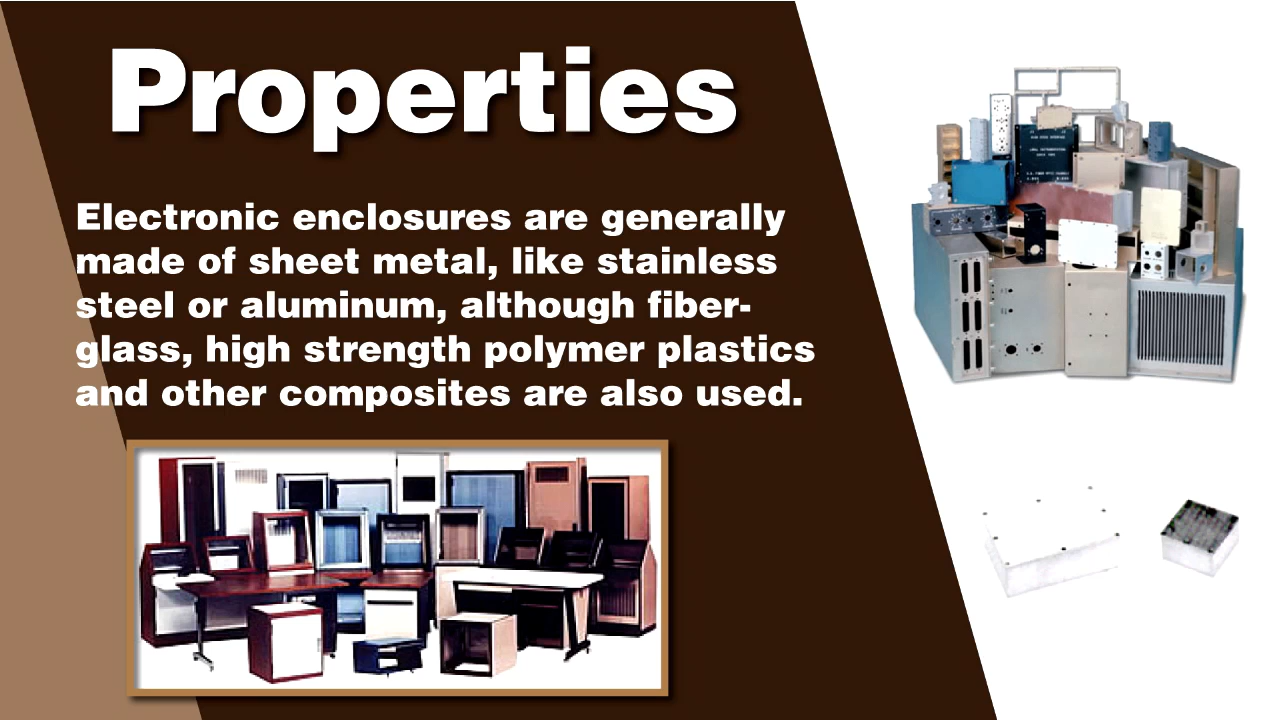 Properties
Electronic enclosures are generally
made of sheet metal, like stainless
steel or aluminum, although fiber-
glass, high strength polymer plastics
and other composites are also used.